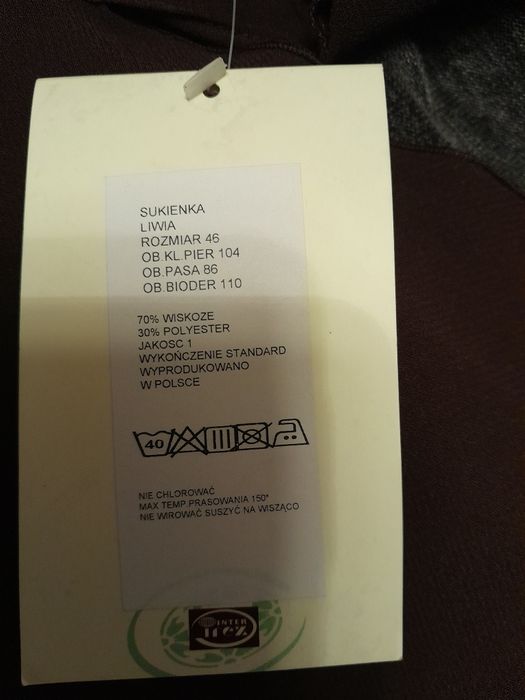 SUKIENKA
LIWIA
ROZMIAR 46
OB.KL.PIER 104
OB.PASA 86
OB.BIODER 110
70% WISKOZE
30% POLYESTER
JAKOSC 1
WYKOŃCZENIE STANDARD
WYPRODUKOWANO
W POLSCE
40
NIE CHLOROWAĆ
MAX TEMP.PRASOWANIA 150°
NIE WIROWAĆ SUSZYĆ NA WISZĄCO
INTER